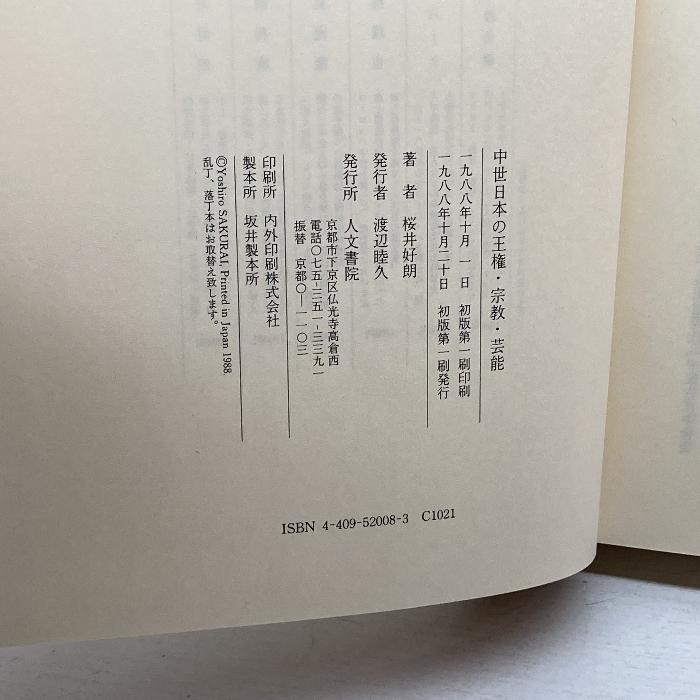 中世日本の王権・宗教・芸能
一九八八年十月　一　日　初版第一刷印刷
一九八八年十月二十日　初版第一刷発行
著　者　桜井好朗
発行者　渡辺睦久
発行所　人文書院
京都市下京区仏光寺高倉西
電話〇七五-三五一-三三九一
振替　京都〇-一一〇三
印刷所　内外印刷株式会社
製本所　坂井製本所
©Yoshiro SAKURAI, Printed in Japan 1988.
乱丁、落丁本はお取替え致します。
ISBN 4-409-52008-3 C1021